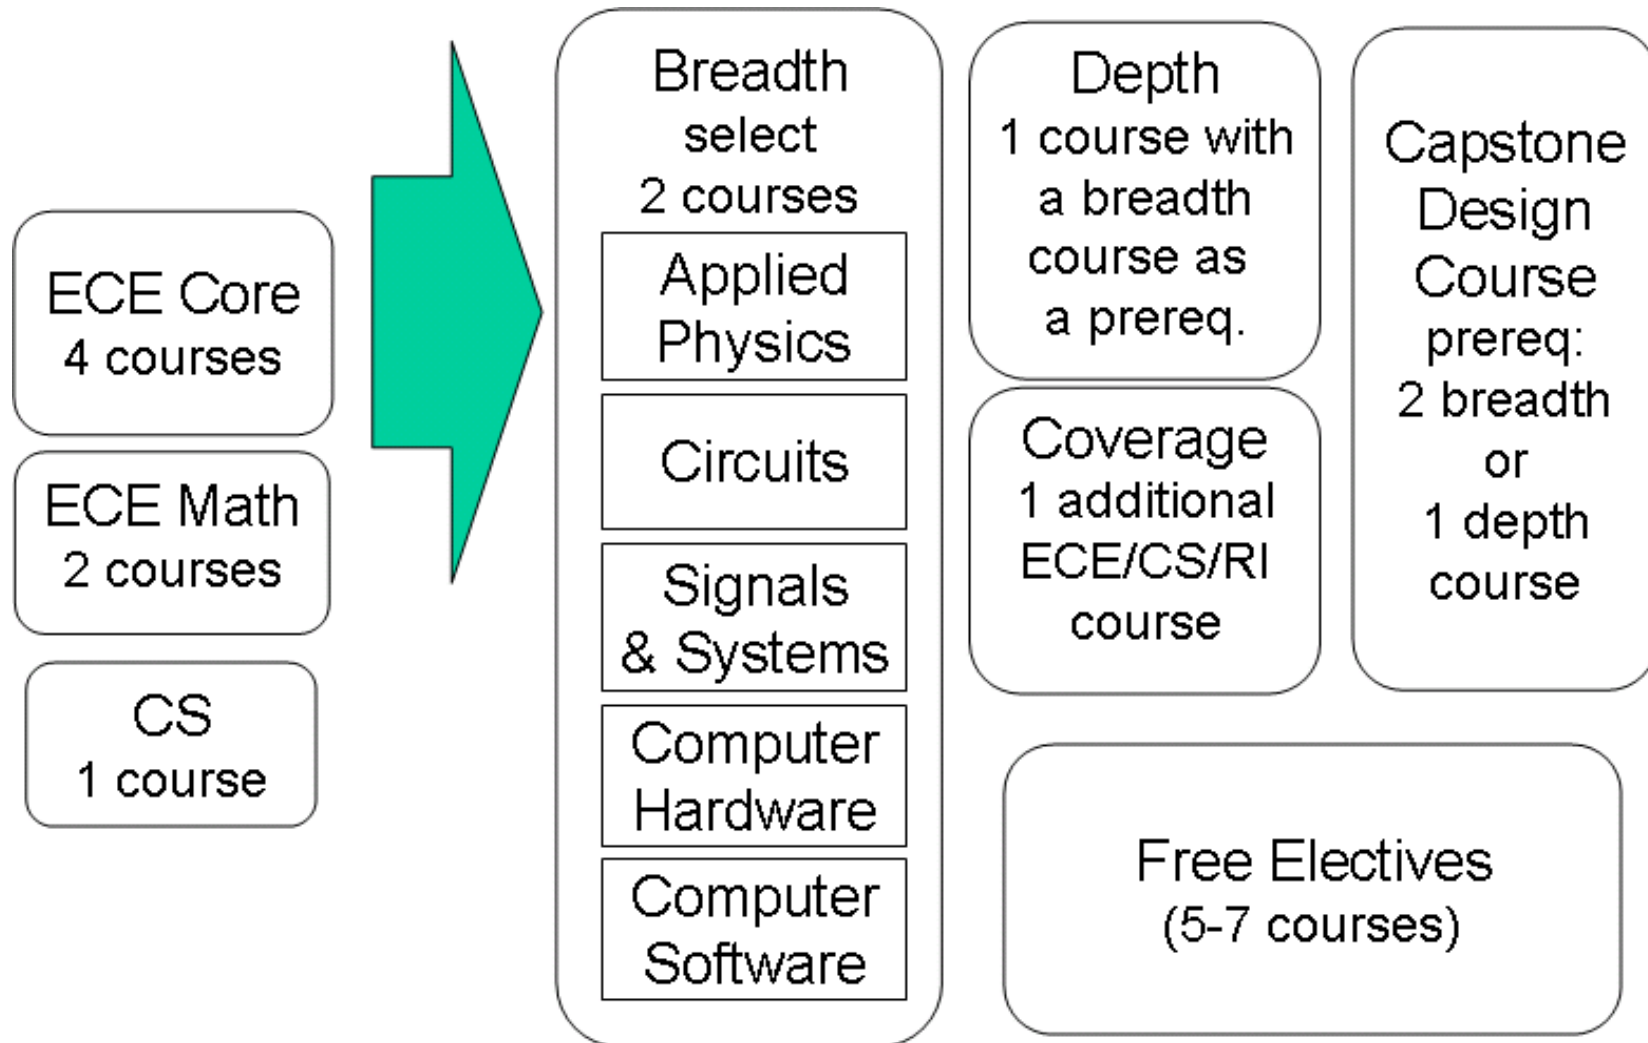 ECE Core
4 courses
ECE Math
2 courses
CS
1 course
Breadth
select
2 courses
Applied
Physics
Circuits
Signals
& Systems
Computer
Hardware
Computer
Software
Depth
1 course with
a breadth
course as
a prereq.
Coverage
1 additional
ECE/CS/RI
course
Capstone
Design
Course
prereq:
2 breadth
or
1 depth
course
Free Electives
(5-7 courses)